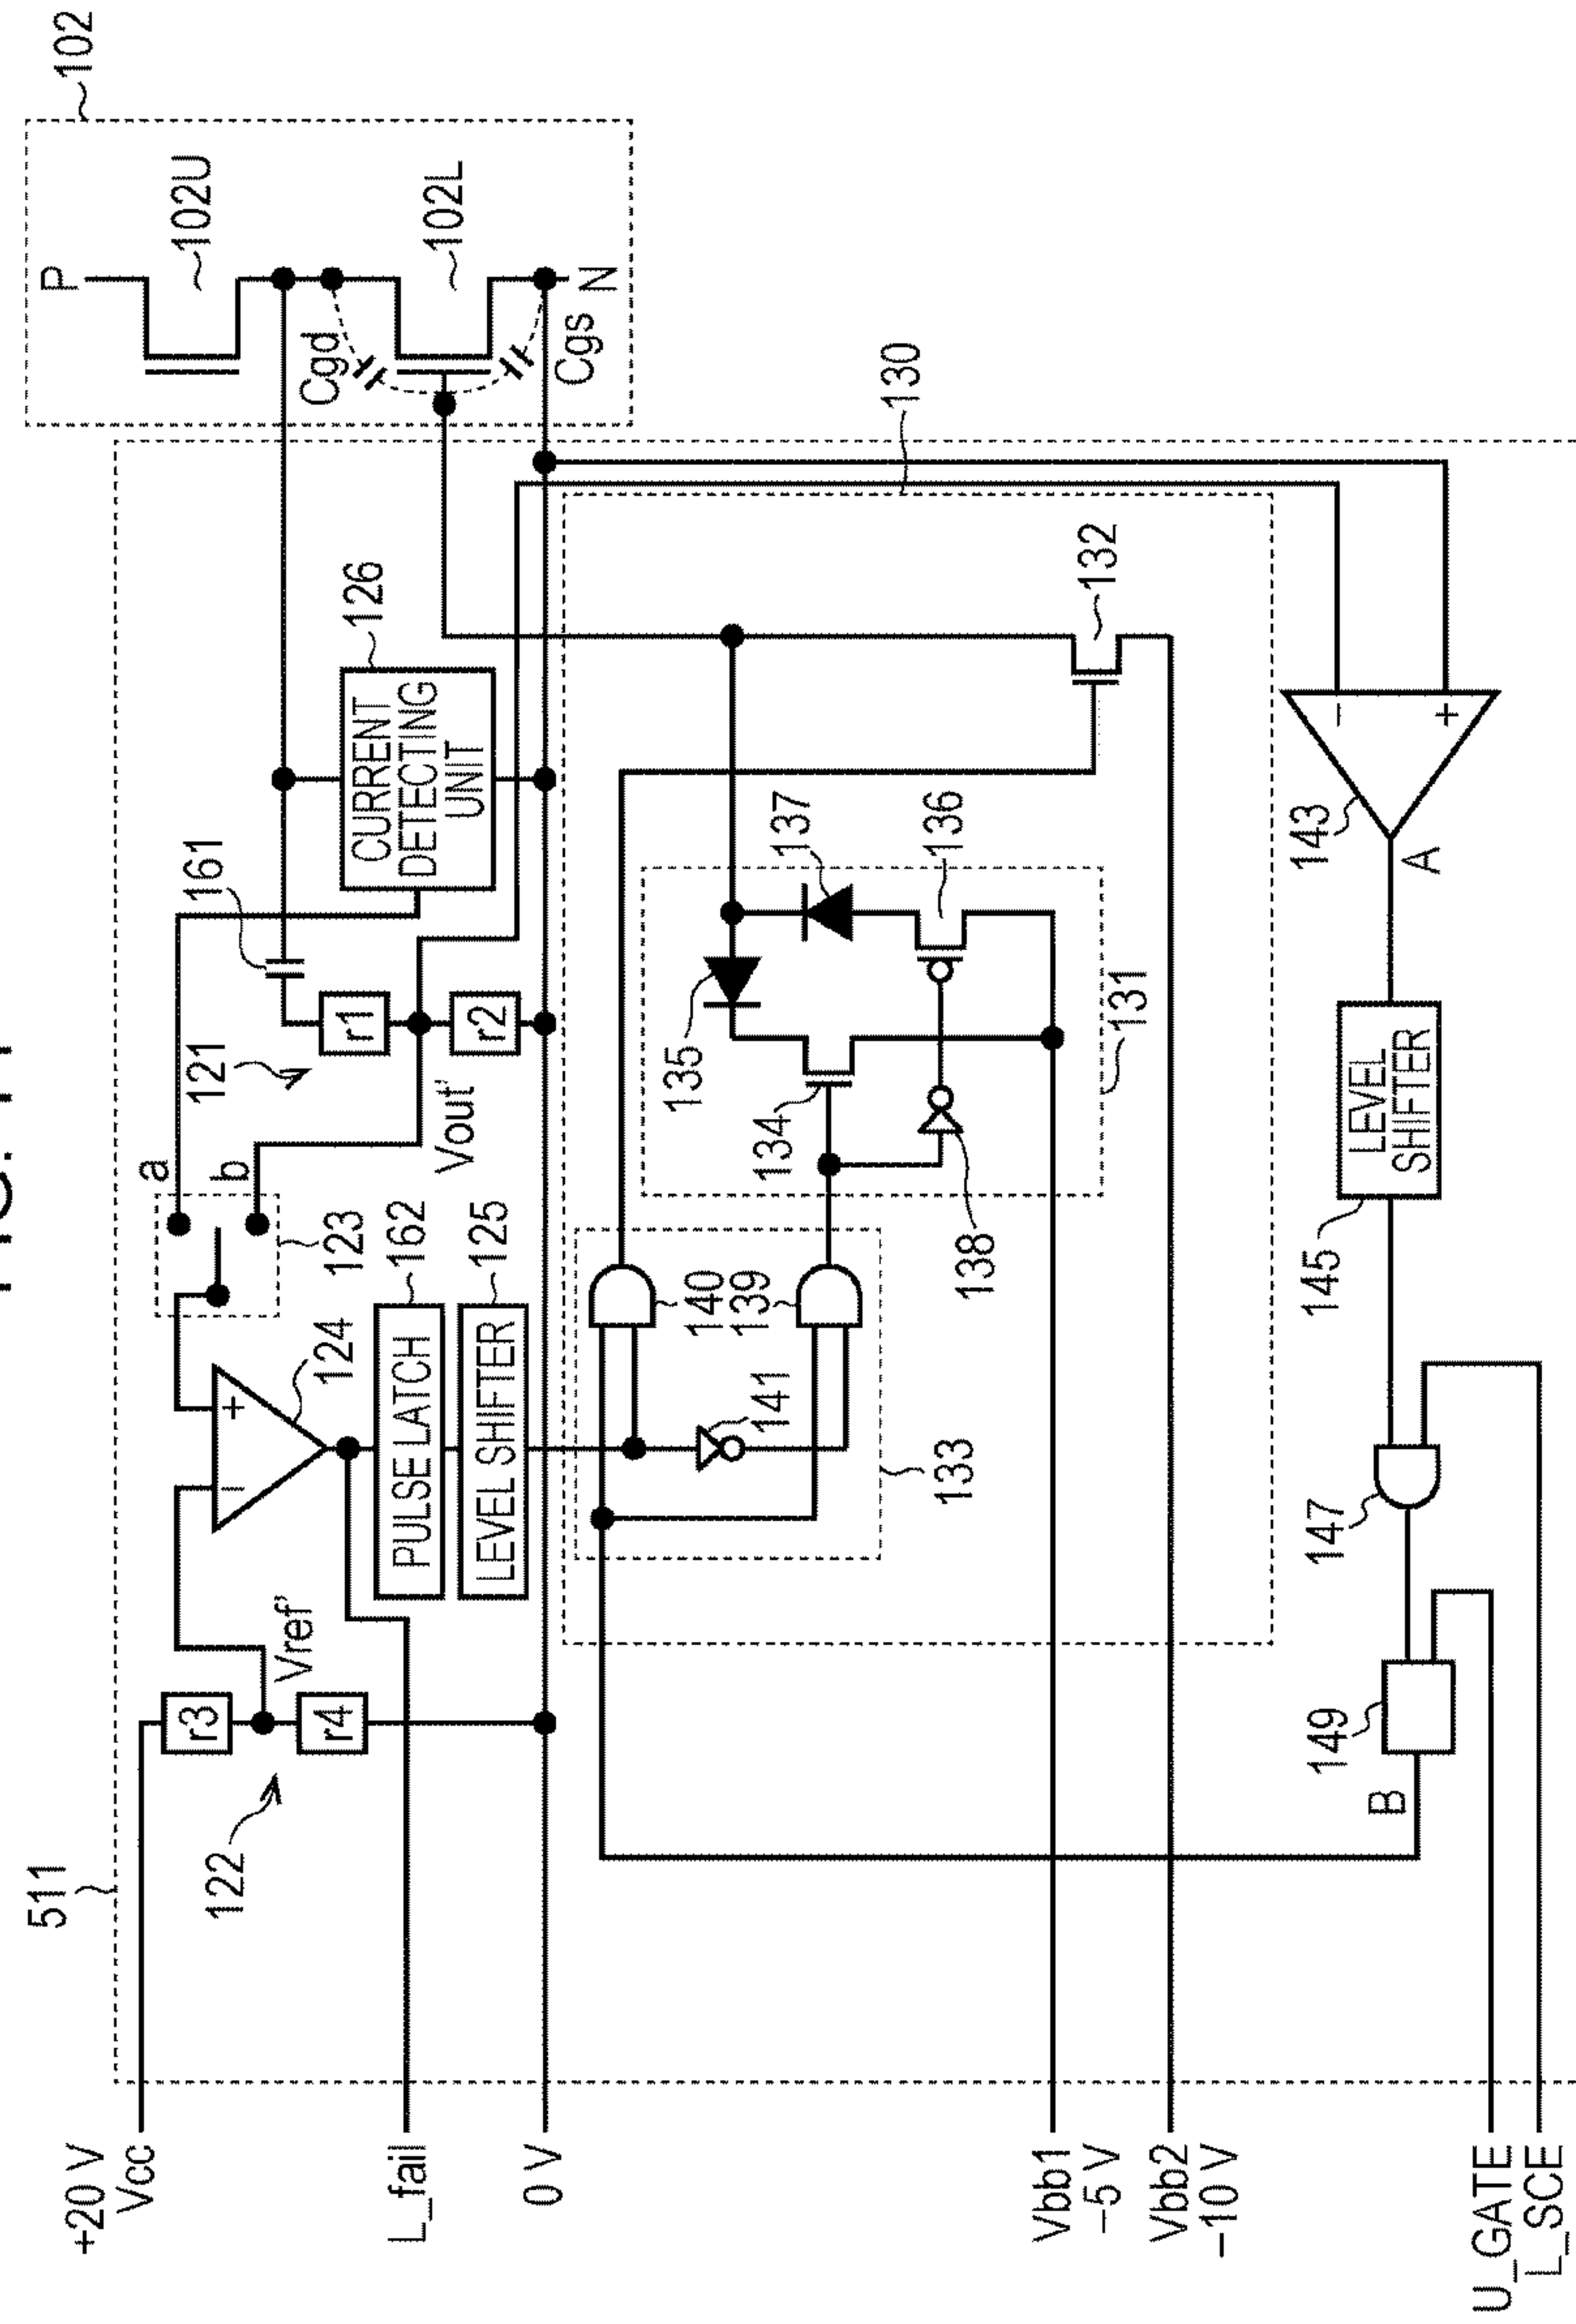 511
+20 V
Vcc
L_fail
0 V
Vbb1
−5 V
Vbb2
−10 V
U_GATE
L_SCE
122
r3
r4
Vref'
−
+
124
123
a
b
PULSE LATCH
162
LEVEL SHIFTER
125
121
r1
r2
Vout'
161
CURRENT
DETECTING
UNIT
126
102
P
102U
102L
Cgd
Cgs
N
130
133
141
140
139
131
134
135
136
137
138
132
143
−
+
A
LEVEL
SHIFTER
145
147
149
B